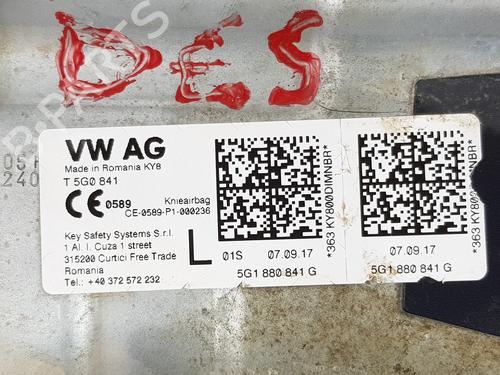 DES
B-PARTS
05
240
VW AG
Made in Romania KY8
T 5G0 841
CE 0589
Knieairbag
CE-0589-P1-000236
Key Safety Systems S.r.l.
1 Al. I. Cuza 1 street
315200 Curtici Free Trade
Romania
Tel.: +40 372 572 232
L
01S 07.09.17
5G1 880 841 G
*363 KY800DIMNBR*
07.09.17
5G1 880 841 G
*363 KY800DIMNBR*